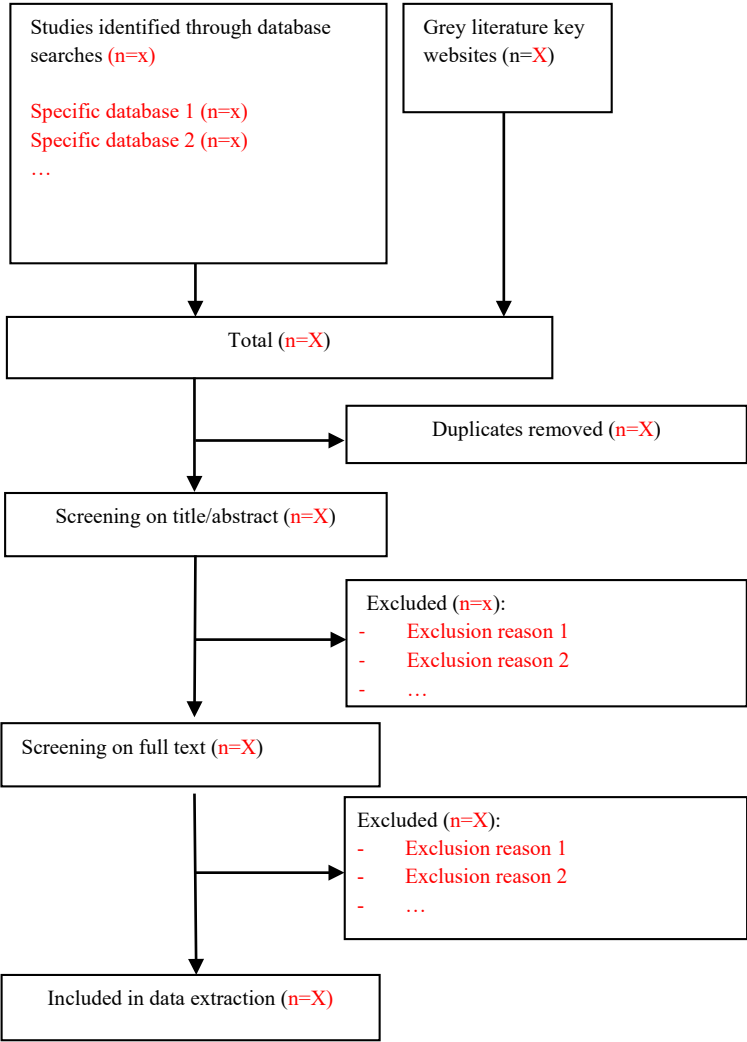 Studies identified through database
searches (n=x)
Specific database 1 (n=x)
Specific database 2 (n=x)
…
Grey literature key
websites (n=X)
Total (n=X)
Duplicates removed (n=X)
Screening on title/abstract (n=X)
Excluded (n=x):
- Exclusion reason 1
- Exclusion reason 2
- …
Screening on full text (n=X)
Excluded (n=X):
- Exclusion reason 1
- Exclusion reason 2
- …
Included in data extraction (n=X)